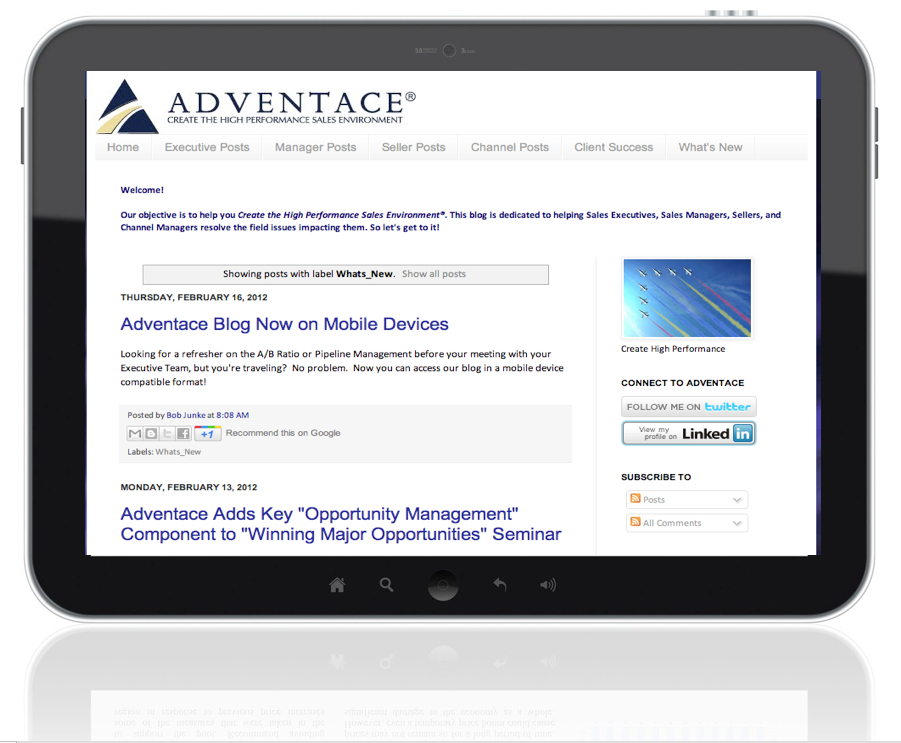 ADVENTACE®
CREATE THE HIGH PERFORMANCE SALES ENVIRONMENT
Home Executive Posts Manager Posts Seller Posts Channel Posts Client Success What's New
Welcome!
Our objective is to help you Create the High Performance Sales Environment®. This blog is dedicated to helping Sales Executives, Sales Managers, Sellers, and
Channel Managers resolve the field issues impacting them. So let's get to it!
Showing posts with label Whats_New. Show all posts
THURSDAY, FEBRUARY 16, 2012
Adventace Blog Now on Mobile Devices
Looking for a refresher on the A/B Ratio or Pipeline Management before your meeting with your
Executive Team, but you're traveling? No problem. Now you can access our blog in a mobile device
compatible format!
Posted by Bob Junke at 8:08 AM
+1 Recommend this on Google
Labels: Whats_New
MONDAY, FEBRUARY 13, 2012
Adventace Adds Key "Opportunity Management"
Component to "Winning Major Opportunities" Seminar
Create High Performance
CONNECT TO ADVENTACE
FOLLOW ME ON twitter
View my
profile on Linked in
SUBSCRIBE TO
Posts
All Comments